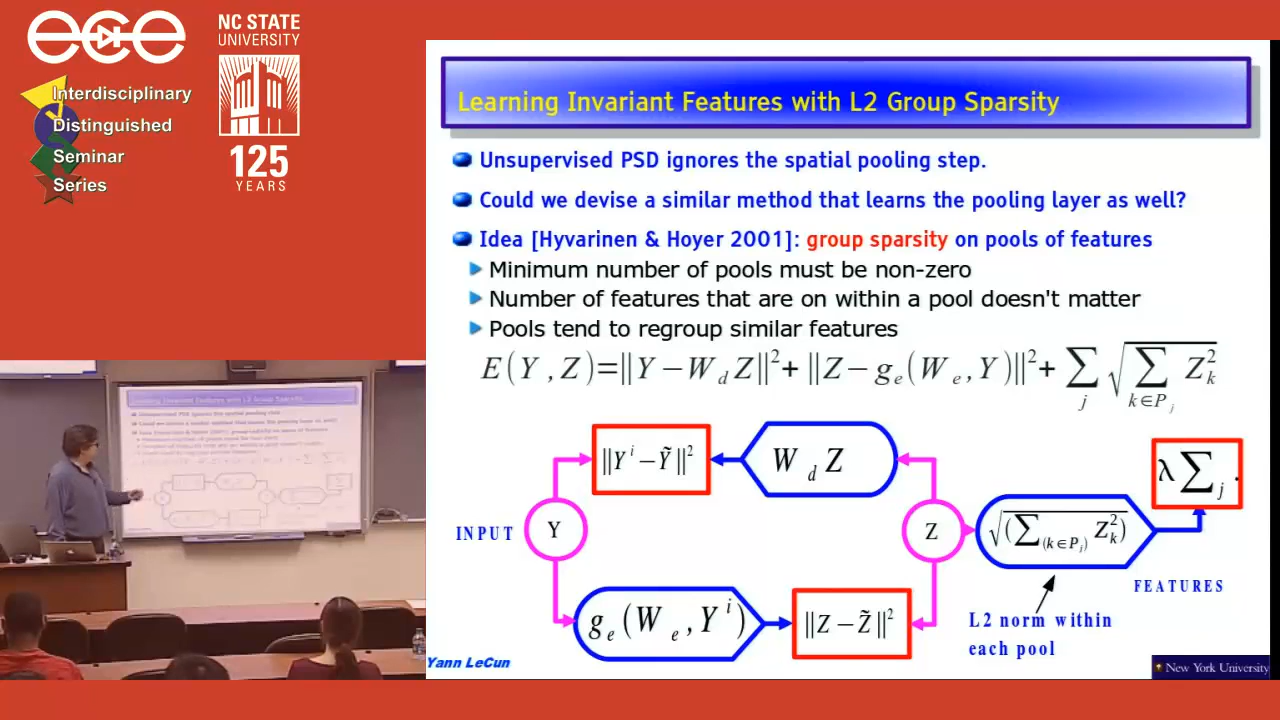 ece
NC STATE
UNIVERSITY
Interdisciplinary
Distinguished
Seminar
Series
125
YEARS
Learning Invariant Features with L2 Group Sparsity
Unsupervised PSD ignores the spatial pooling step.
Could we devise a similar method that learns the pooling layer as well?
Idea [Hyvarinen & Hoyer 2001]: group sparsity on pools of features
Minimum number of pools must be non-zero
Number of features that are on within a pool doesn't matter
Pools tend to regroup similar features
E(Y,Z)=‖Y−W_d Z‖²+‖Z−g_e(W_e,Y)‖²+∑_j √(∑_{k∈P_j} Z_k²)
‖Y^i−Ỹ‖²
W_d Z
λ∑_j .
INPUT
Y
Z
√(∑_(k∈P_j) Z_k²)
FEATURES
g_e(W_e,Y^i)
‖Z−Z̃‖²
L2 norm within
each pool
Yann LeCun
New York University